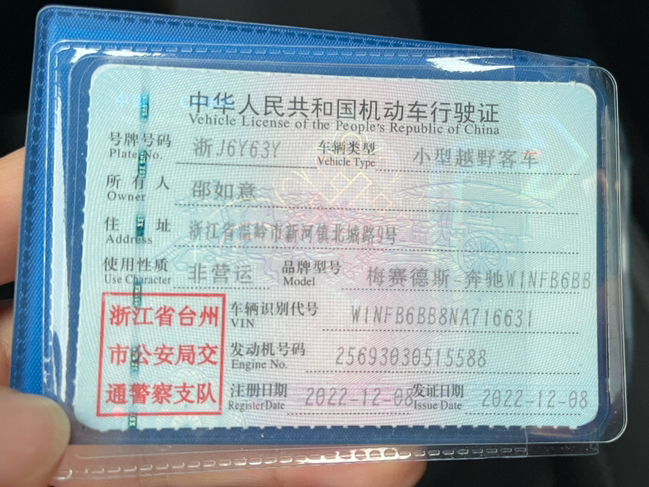 中华人民共和国机动车行驶证
Vehicle License of the People's Republic of China
号牌号码 浙J6Y63Y 车辆类型 小型越野客车
Plate No. Vehicle Type
所有人 邵如意
Owner
住址 浙江省温岭市新河镇北城路9号
Address
使用性质 非营运 品牌型号 梅赛德斯-奔驰W1NFB6BB
Use Character Model
浙江省台州
市公安局交
通警察支队
车辆识别代号 W1NFB6BB8NA716631
VIN
发动机号码 25693030515588
Engine No.
注册日期 2022-12-08 发证日期 2022-12-08
Register Date Issue Date